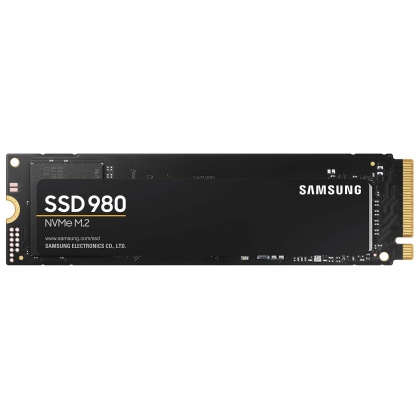 SSD 980
NVMe M.2
www.samsung.com/ssd
SAMSUNG ELECTRONICS CO., LTD.
SAMSUNG